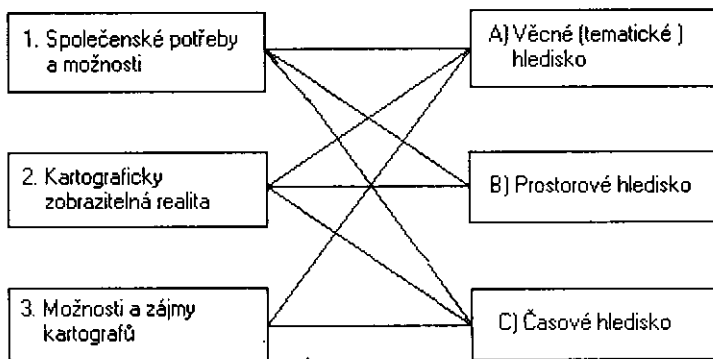 1. Společenské potřeby
a možnosti
A) Věcné (tematické )
hledisko
2. Kartograficky
zobrazitelná realita
B) Prostorové hledisko
3. Možnosti a zájmy
kartografů
C) Časové hledisko